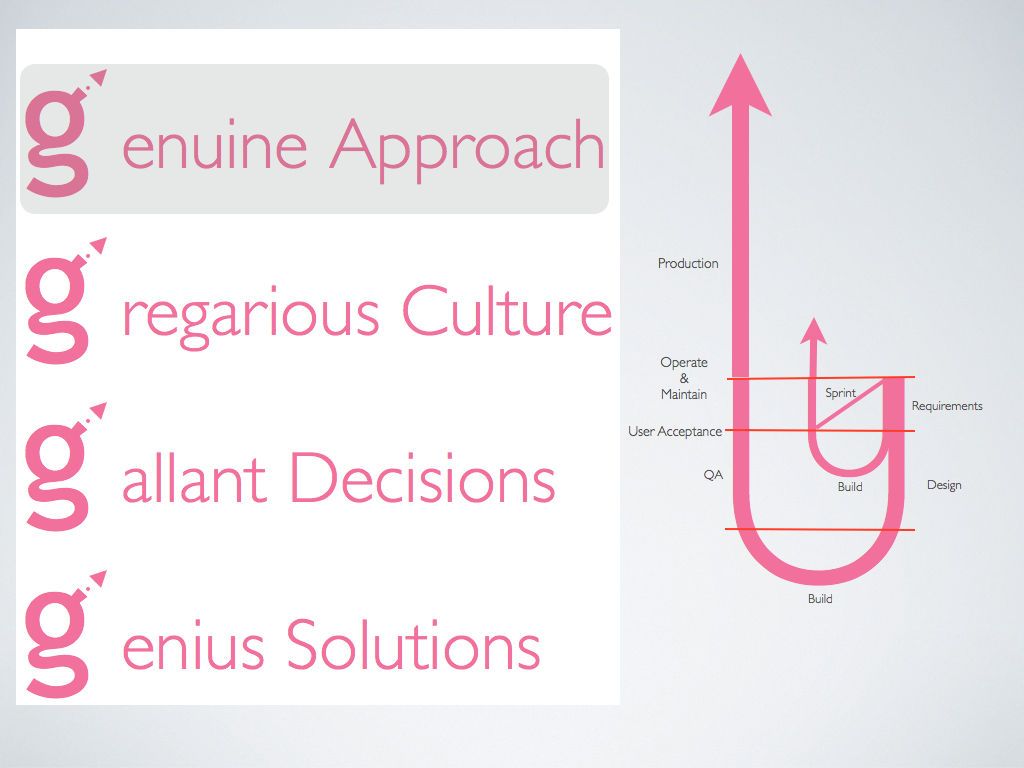 genuine Approach
gregarious Culture
gallant Decisions
genius Solutions
Production
Operate
&
Maintain
Sprint
Requirements
User Acceptance
QA
Build
Design
Build